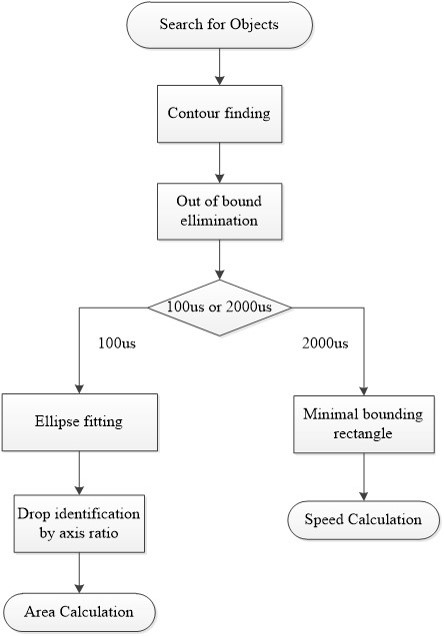 Search for Objects
Contour finding
Out of bound
ellimination
100us or 2000us
100us
2000us
Ellipse fitting
Minimal bounding
rectangle
Drop identification
by axis ratio
Speed Calculation
Area Calculation